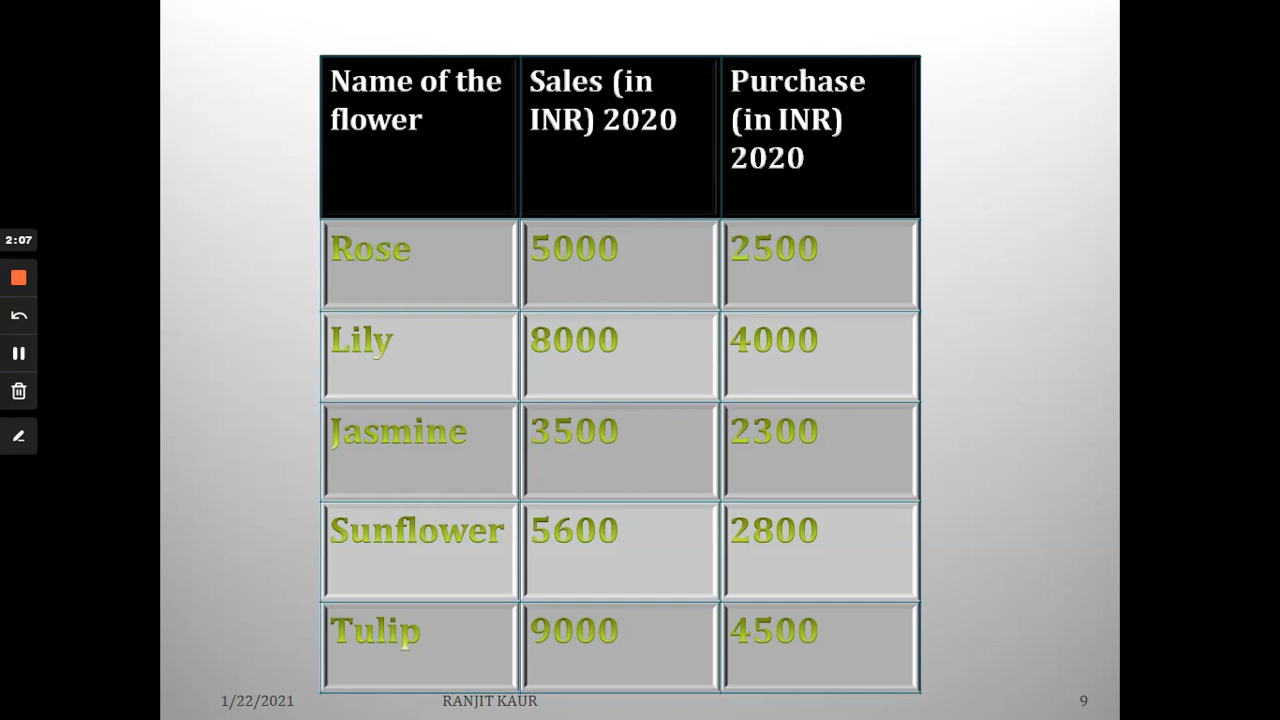 Name of the
flower
Sales (in
INR) 2020
Purchase
(in INR)
2020
Rose
5000
2500
Lily
8000
4000
Jasmine
3500
2300
Sunflower
5600
2800
Tulip
9000
4500
2:07
1/22/2021
RANJIT KAUR
9